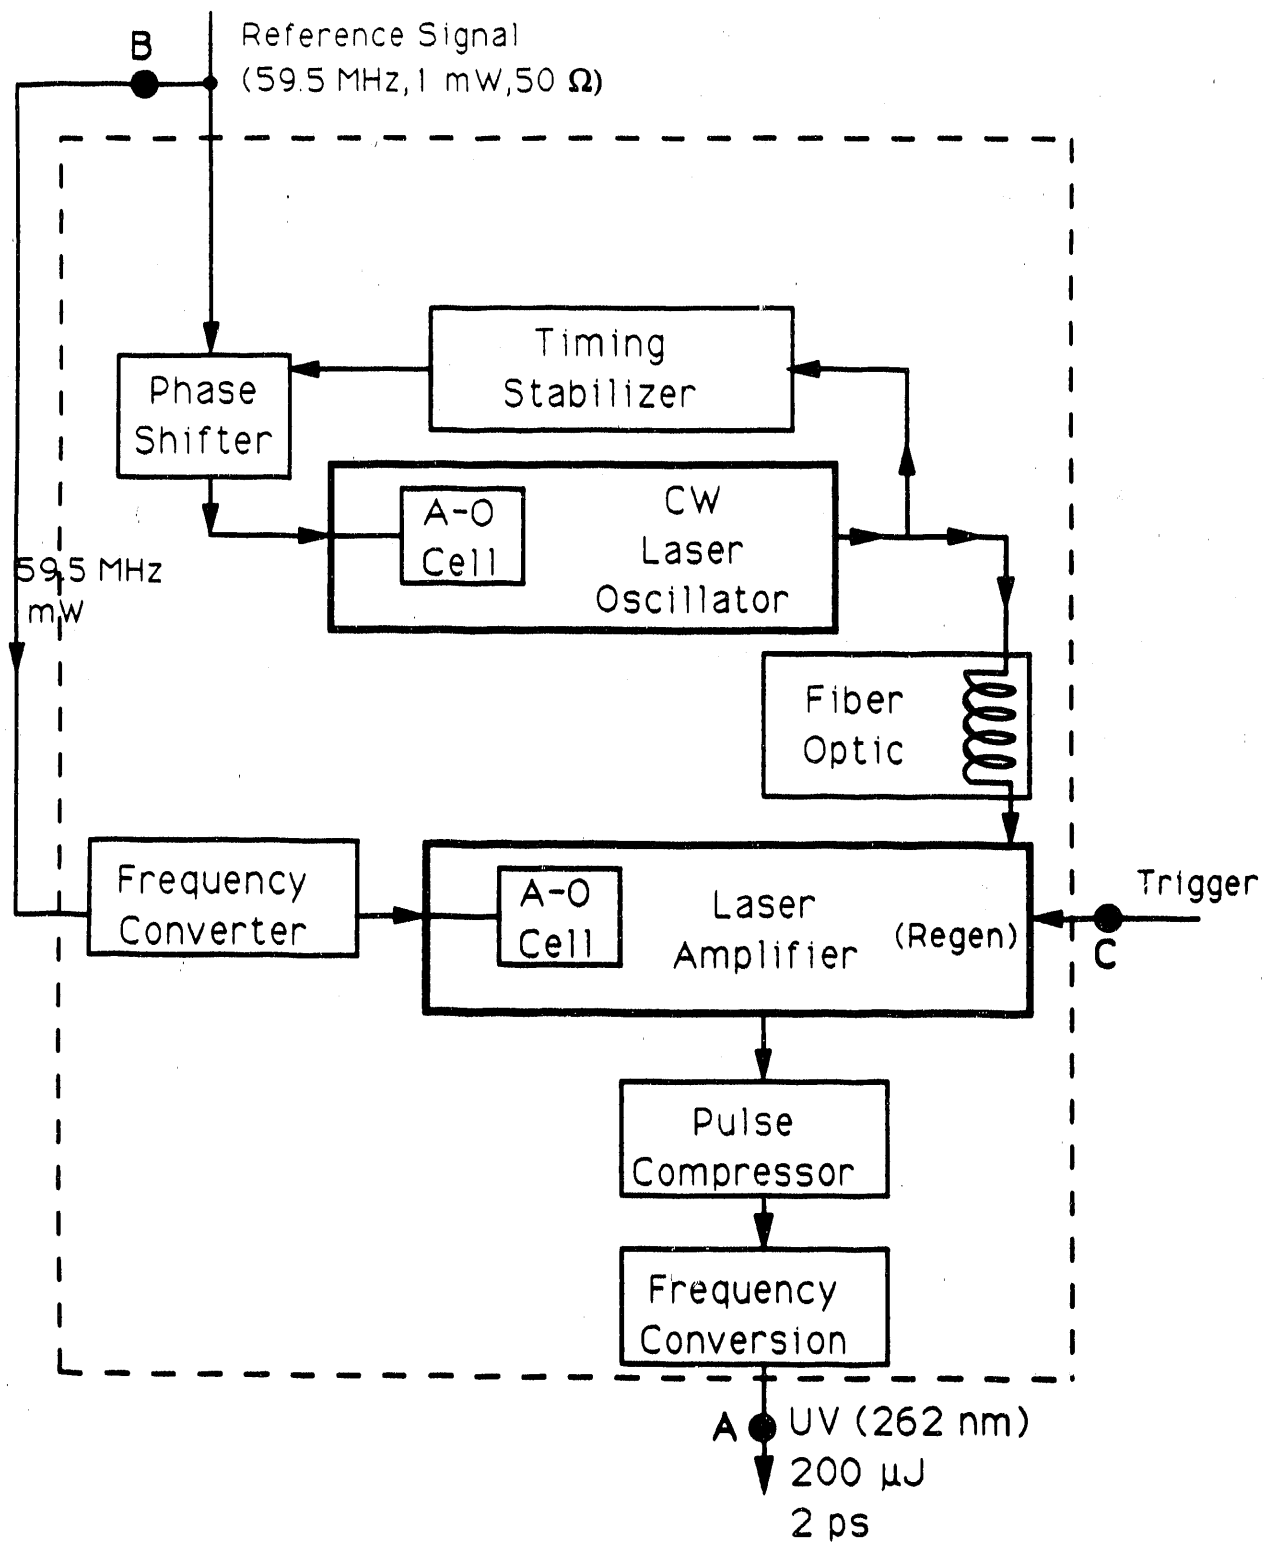 B
Reference Signal
(59.5 MHz, 1 mW, 50 Ω)
Timing
Stabilizer
Phase
Shifter
A-O
Cell
CW
Laser
Oscillator
59.5 MHz
mW
Fiber
Optic
Frequency
Converter
A-O
Cell
Laser
Amplifier
(Regen)
Trigger
C
Pulse
Compressor
Frequency
Conversion
A
UV (262 nm)
200 µJ
2 ps